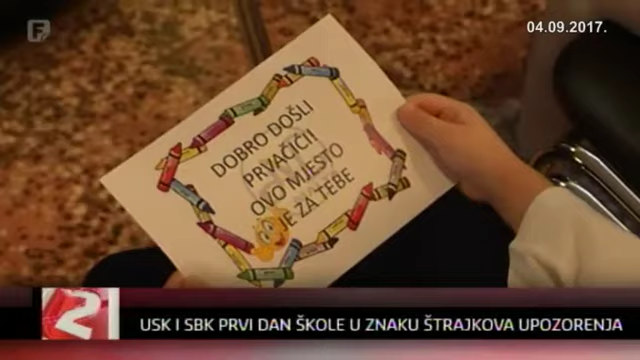 F
04.09.2017.
DOBRO DOŠLI
PRVAČIĆI!
OVO MJESTO
JE ZA TEBE
2
USK I SBK PRVI DAN ŠKOLE U ZNAKU ŠTRAJKOVA UPOZORENJA